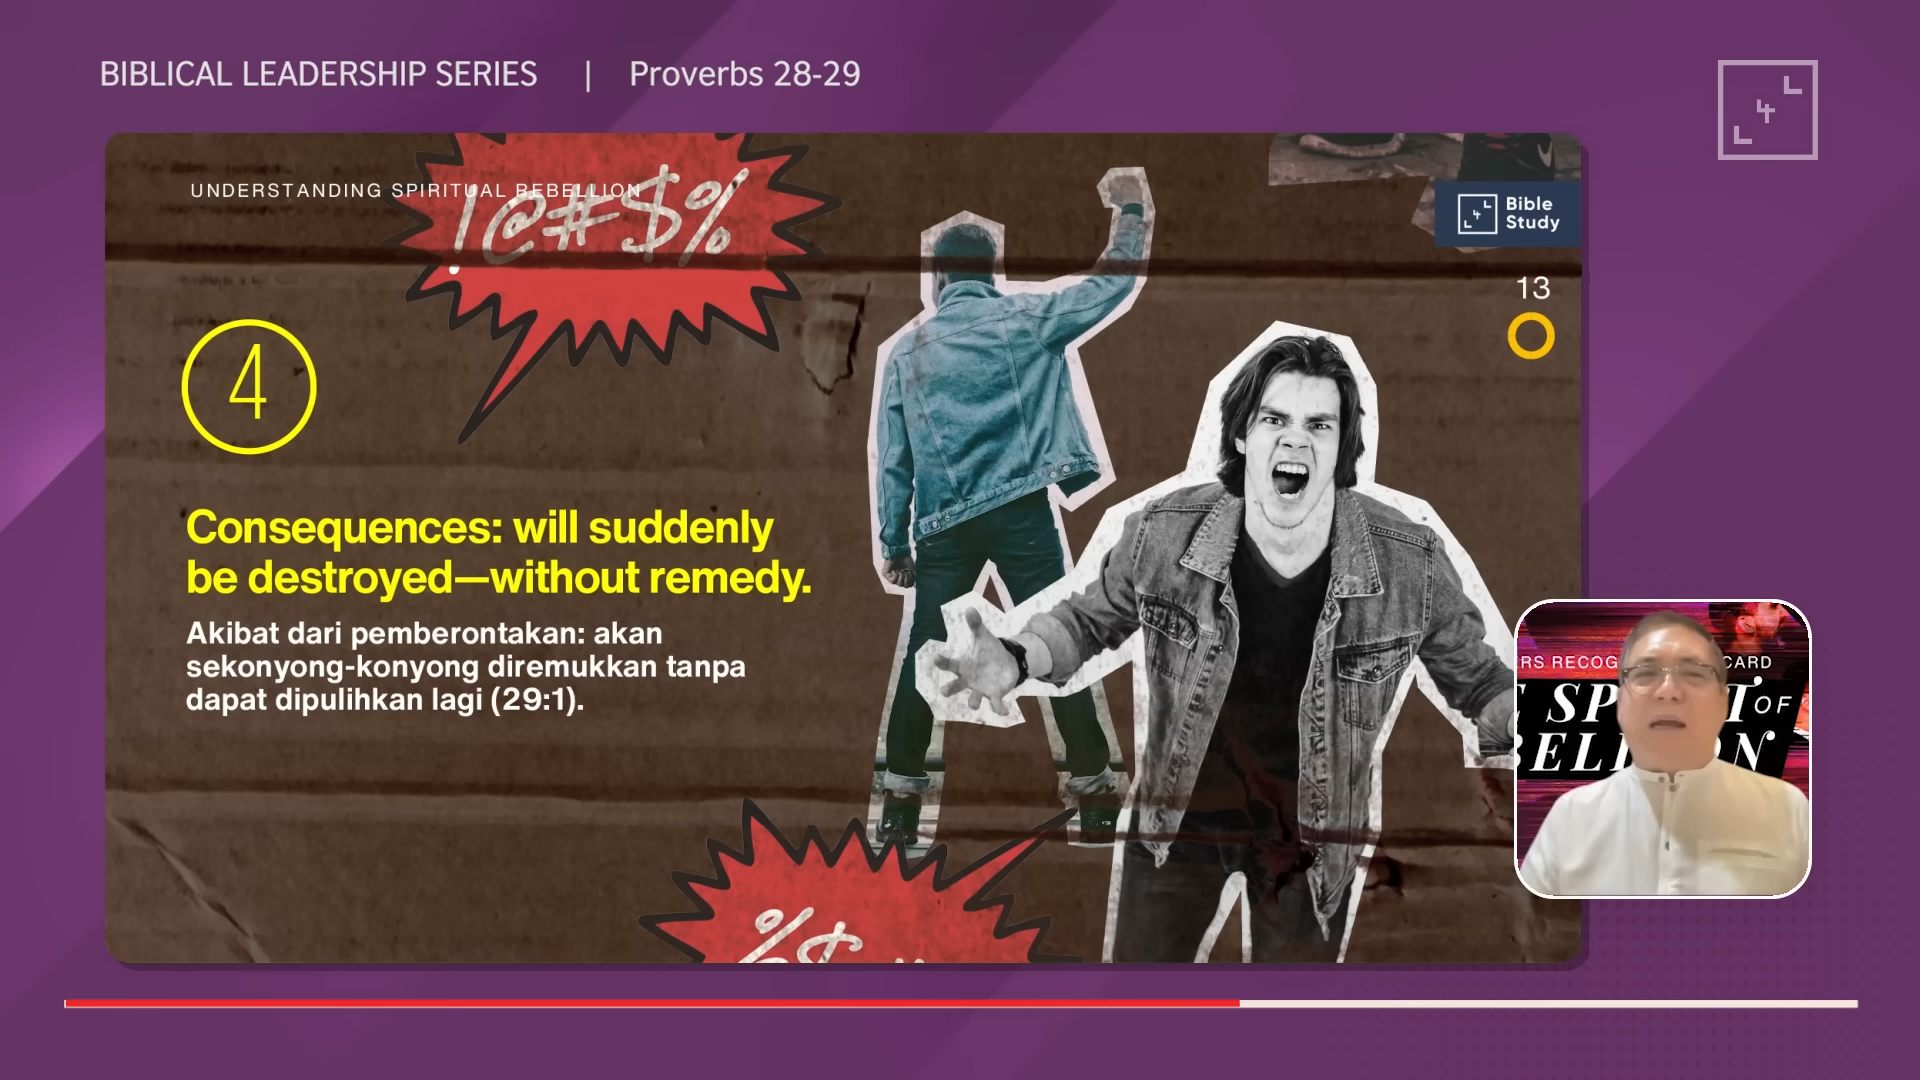 BIBLICAL LEADERSHIP SERIES | Proverbs 28-29
UNDERSTANDING SPIRITUAL REBELLION
!@#$%
Bible
Study
13
4
Consequences: will suddenly
be destroyed—without remedy.
Akibat dari pemberontakan: akan
sekonyong-konyong diremukkan tanpa
dapat dipulihkan lagi (29:1).
%$
OF